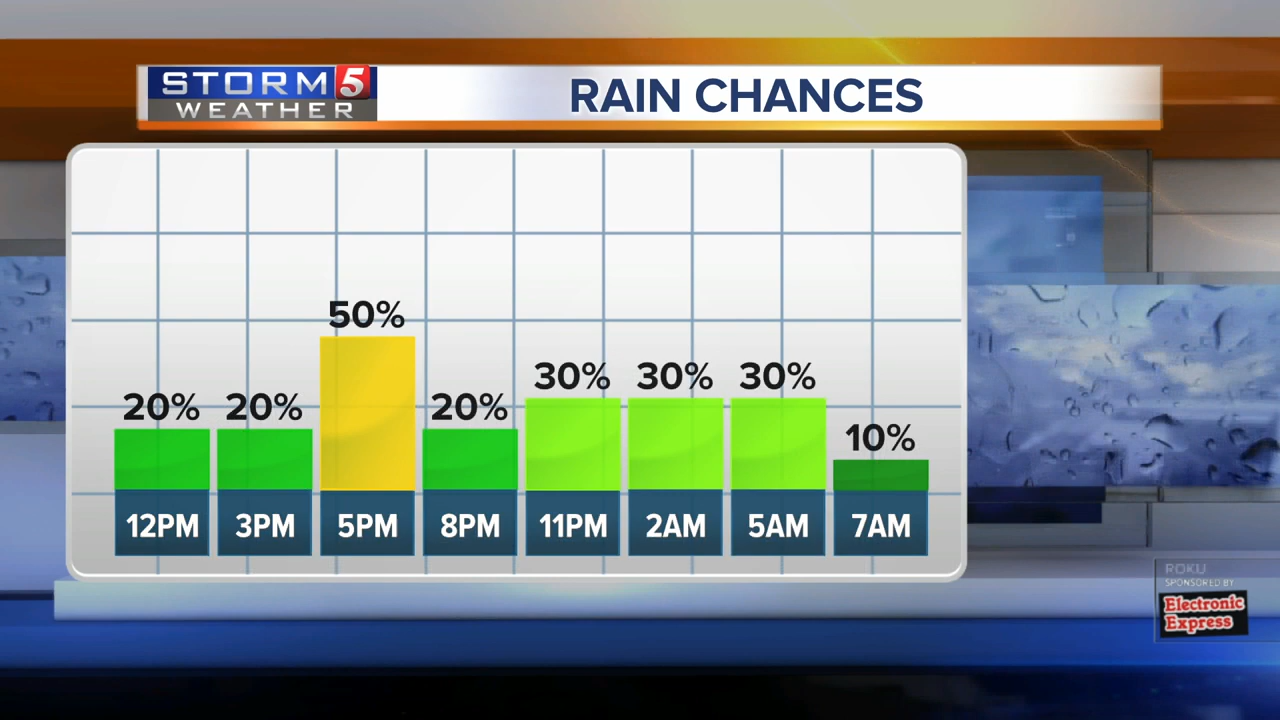 STORM 5
WEATHER
RAIN CHANCES
50%
30% 30% 30%
20% 20% 20%
10%
12PM 3PM 5PM 8PM 11PM 2AM 5AM 7AM
ROKU
SPONSORED BY
Electronic
Express